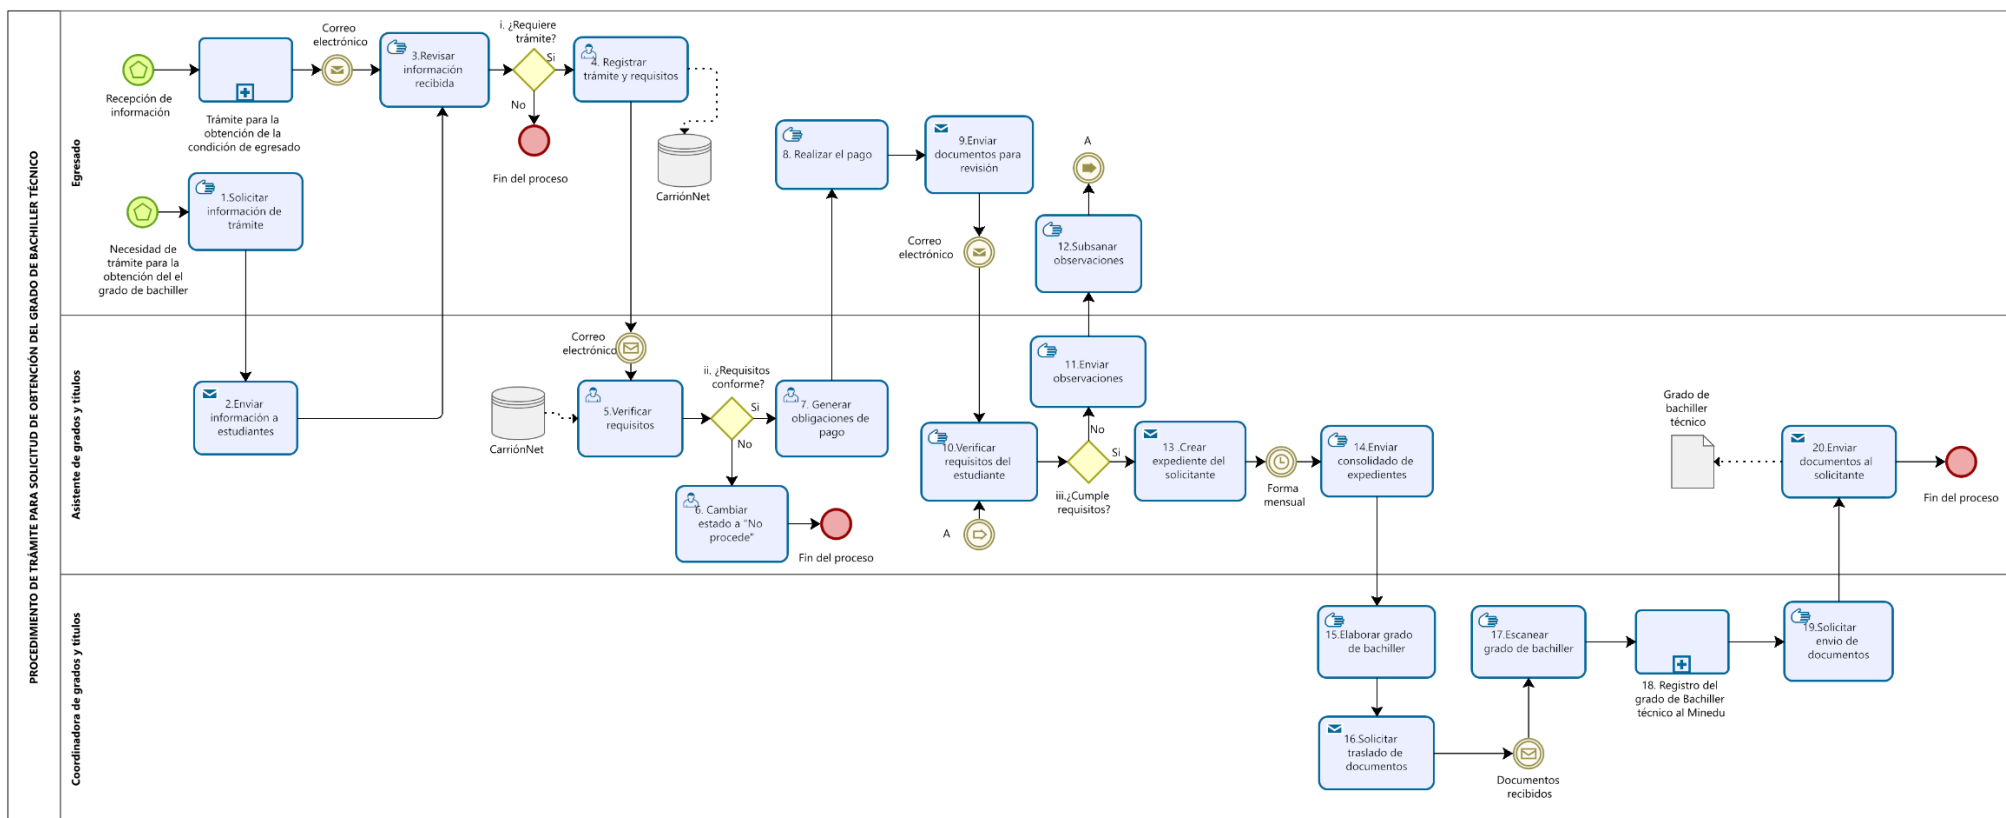 PROCEDIMIENTO DE TRÁMITE PARA SOLICITUD DE OBTENCIÓN DEL GRADO DE BACHILLER TÉCNICO
Egresado
Recepción de
información
Trámite para la
obtención de la
condición de egresado
Correo
electrónico
3.Revisar
información
recibida
i. ¿Requiere
trámite?
Si
No
Fin del proceso
4. Registrar
trámite y requisitos
CarriónNet
Necesidad de
trámite para la
obtención del el
grado de bachiller
1.Solicitar
información de
trámite
8. Realizar el pago
9.Enviar
documentos para
revisión
Correo
electrónico
A
12.Subsanar
observaciones
Asistente de grados y títulos
2.Enviar
información a
estudiantes
Correo
electrónico
CarriónNet
5.Verificar
requisitos
ii. ¿Requisitos
conforme?
Si
No
6. Cambiar
estado a "No
procede"
Fin del proceso
7. Generar
obligaciones de
pago
10.Verificar
requisitos del
estudiante
A
11.Enviar
observaciones
No
Si
iii.¿Cumple
requisitos?
13 .Crear
expediente del
solicitante
Forma
mensual
14.Enviar
consolidado de
expedientes
Grado de
bachiller
técnico
20.Enviar
documentos al
solicitante
Fin del proceso
Coordinadora de grados y títulos
15.Elaborar grado
de bachiller
16.Solicitar
traslado de
documentos
Documentos
recibidos
17.Escanear
grado de bachiller
18. Registro del
grado de Bachiller
técnico al Minedu
19.Solicitar
envio de
documentos